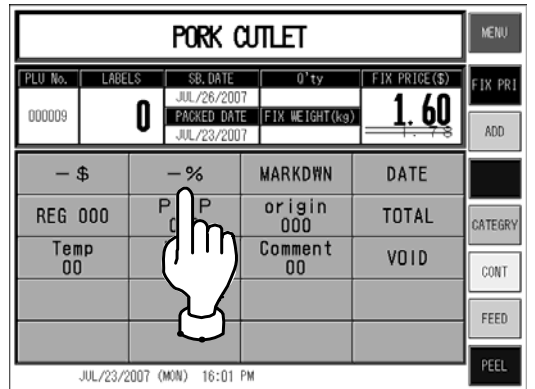 PORK CUTLET
MENU
PLU No. LABELS SB. DATE Q'ty FIX PRICE($)
FIX PRI
JUL/26/2007
000009 0 PACKED DATE FIX WEIGHT(kg) 1.60
1.78
JUL/23/2007
ADD
-$ -% MARKDWN DATE
REG 000 P P origin 000 TOTAL
CATEGRY
Temp 00 Comment 00 VOID
CONT
FEED
PEEL
JUL/23/2007 (MON) 16:01 PM